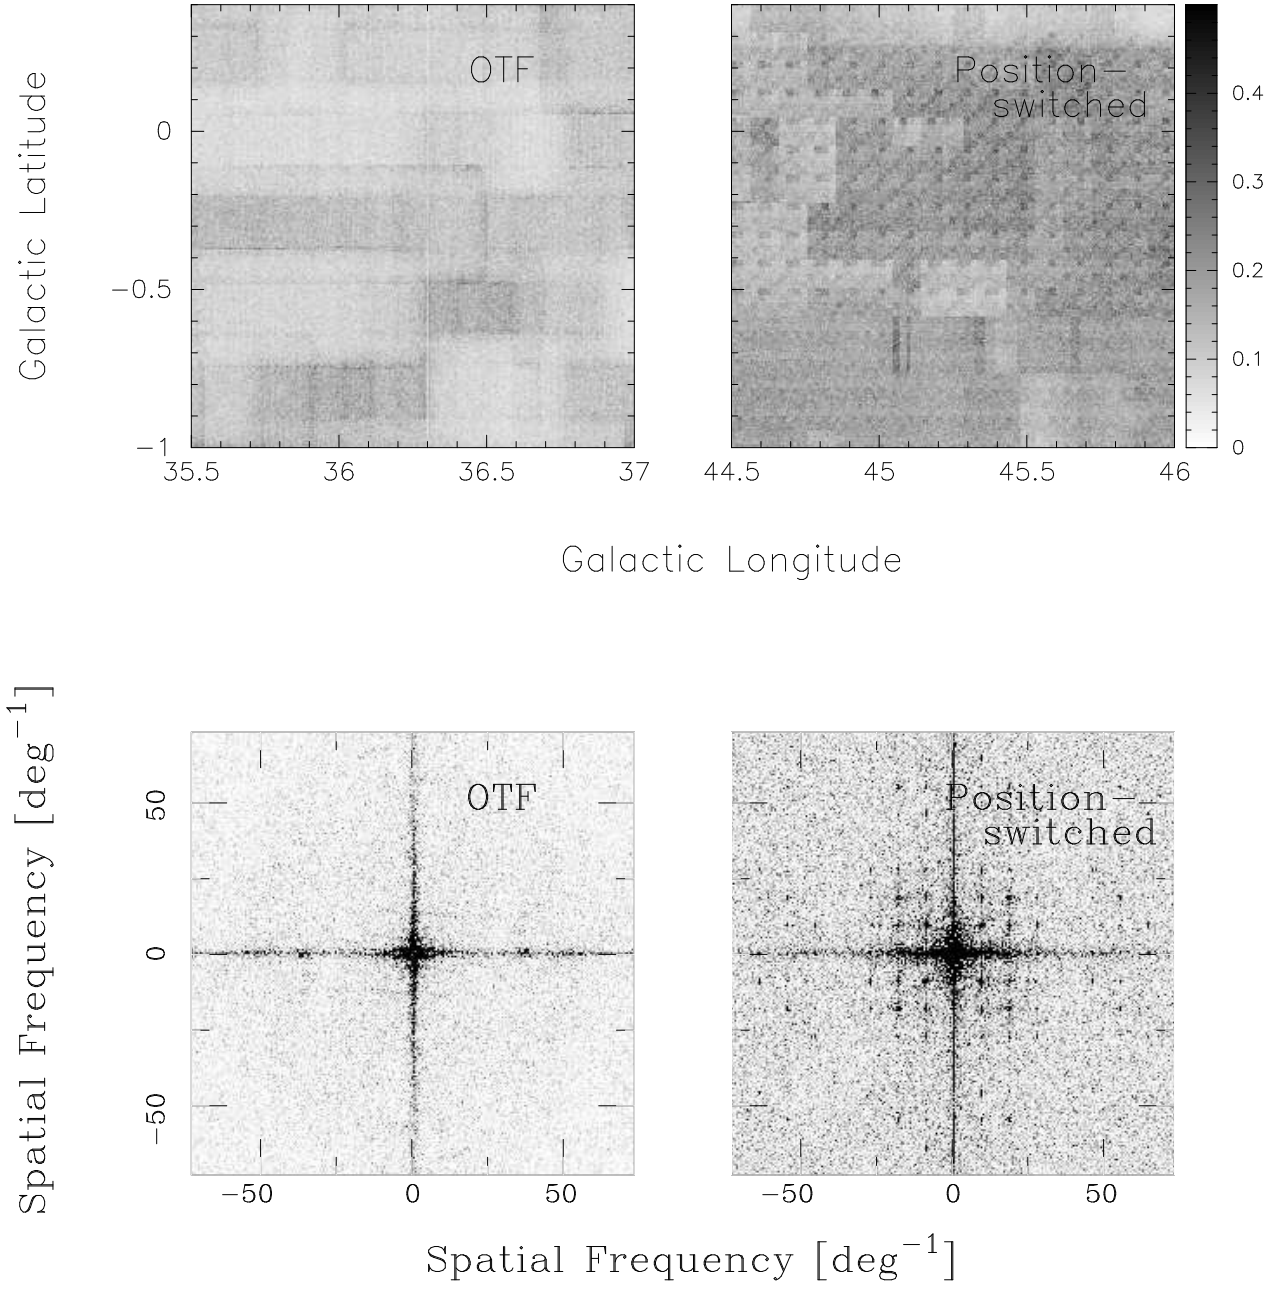 OTF
Position-
switched
Galactic Latitude
0
-0.5
-1
35.5 36 36.5 37
44.5 45 45.5 46
0.4
0.3
0.2
0.1
0
Galactic Longitude
OTF
Position-
switched
Spatial Frequency [deg⁻¹]
50
0
-50
-50 0 50
-50 0 50
Spatial Frequency [deg⁻¹]